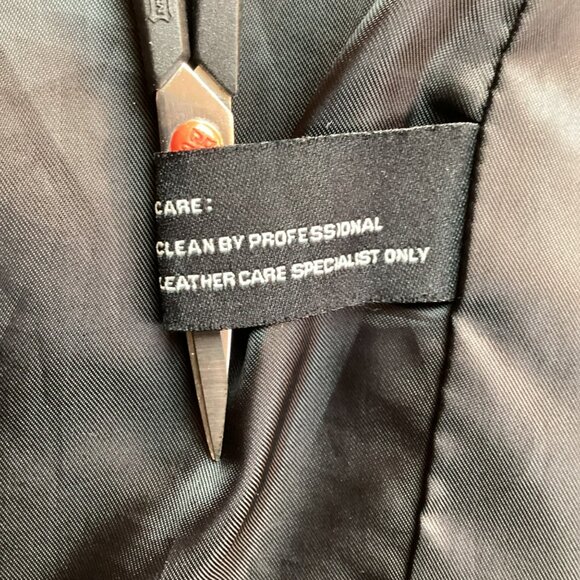 CARE:
CLEAN BY PROFESSIONAL
LEATHER CARE SPECIALIST ONLY